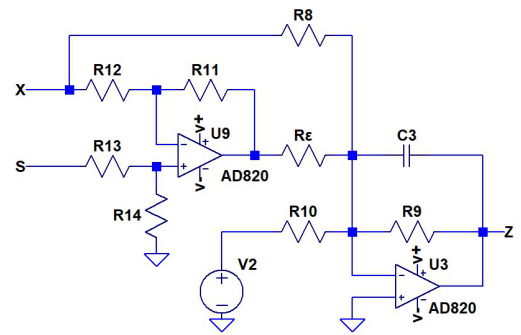 R8
X
R12
R11
V+
U9
R13
S
V-
AD820
Rε
C3
R14
R10
R9
Z
V2
V+
U3
V-
AD820